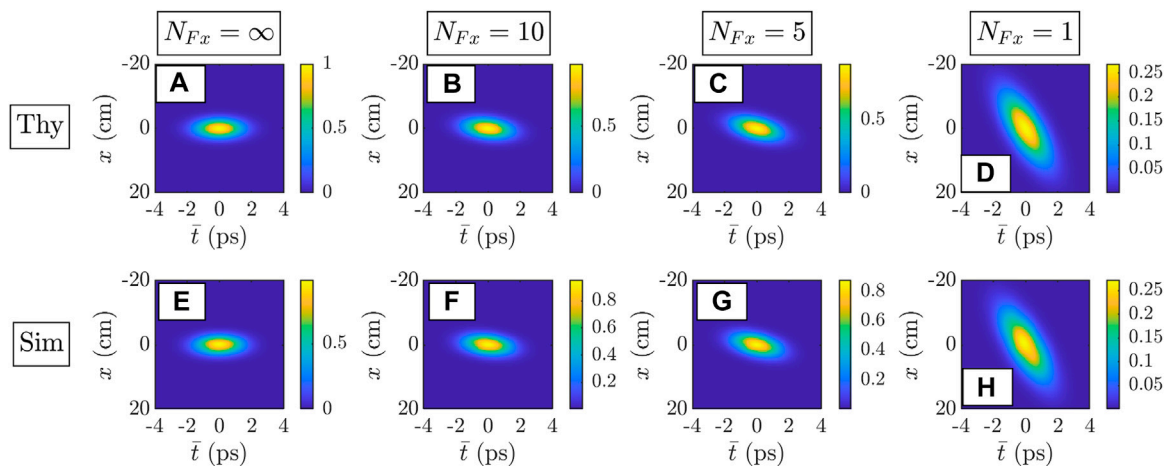 N_{Fx} = ∞
N_{Fx} = 10
N_{Fx} = 5
N_{Fx} = 1
Thy
A
-20
0
20
x (cm)
-4 -2 0 2 4
t̄ (ps)
1
0.5
0
B
-20
0
20
x (cm)
-4 -2 0 2 4
t̄ (ps)
0.5
0
C
-20
0
20
x (cm)
-4 -2 0 2 4
t̄ (ps)
0.5
0
D
-20
0
20
x (cm)
-4 -2 0 2 4
t̄ (ps)
0.25
0.2
0.15
0.1
0.05
Sim
E
-20
0
20
x (cm)
-4 -2 0 2 4
t̄ (ps)
0.5
0
F
-20
0
20
x (cm)
-4 -2 0 2 4
t̄ (ps)
0.8
0.6
0.4
0.2
G
-20
0
20
x (cm)
-4 -2 0 2 4
t̄ (ps)
0.8
0.6
0.4
0.2
H
-20
0
20
x (cm)
-4 -2 0 2 4
t̄ (ps)
0.25
0.2
0.15
0.1
0.05